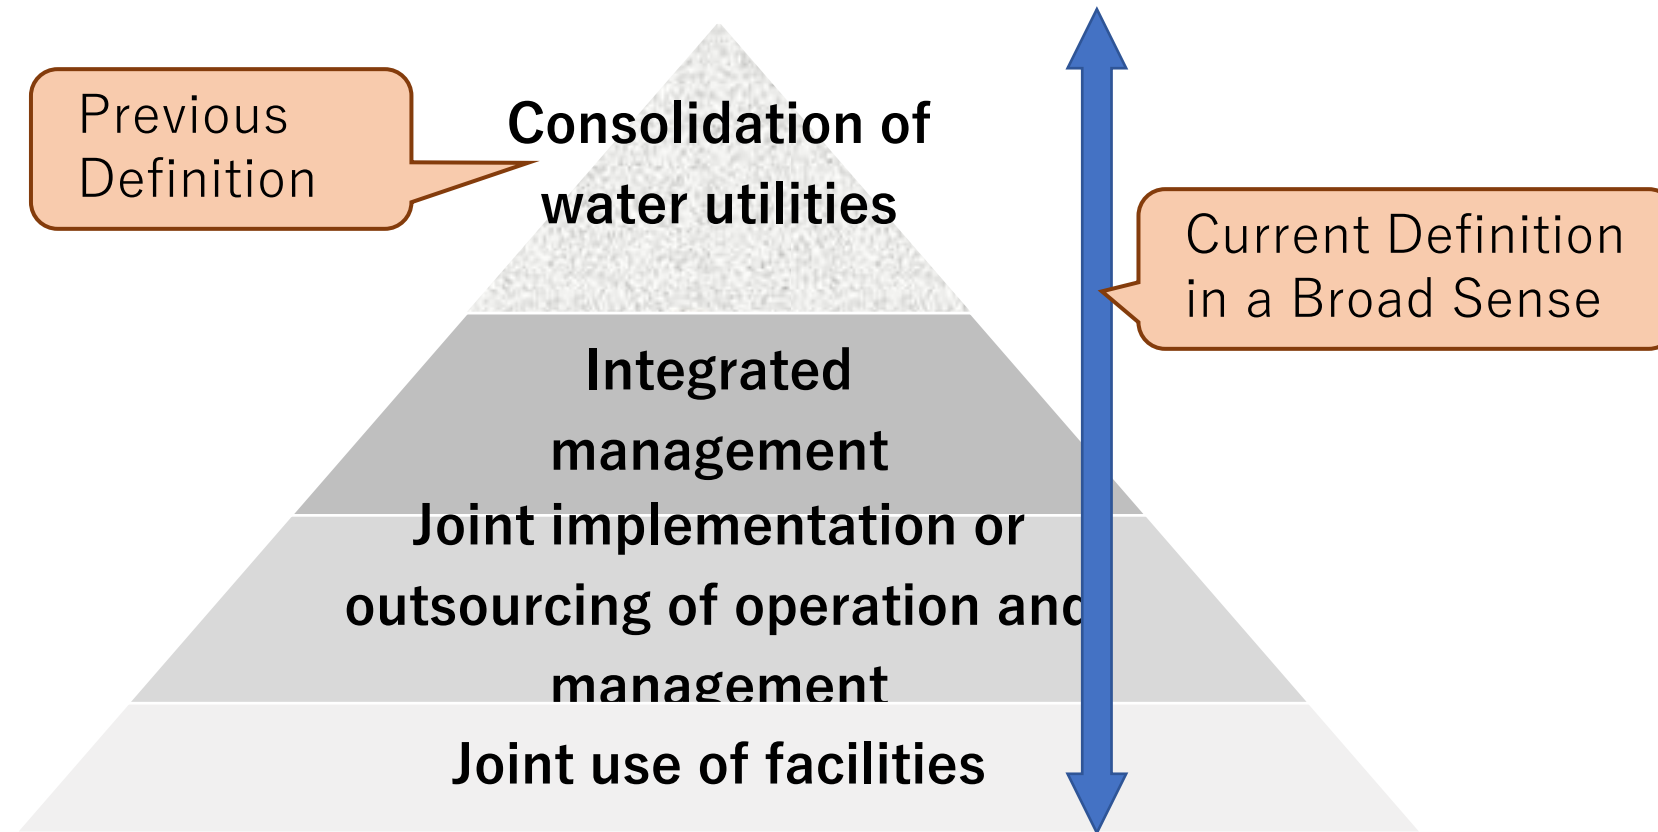 Previous
Definition
Consolidation of
water utilities
Current Definition
in a Broad Sense
Integrated
management
Joint implementation or
outsourcing of operation and
management
Joint use of facilities